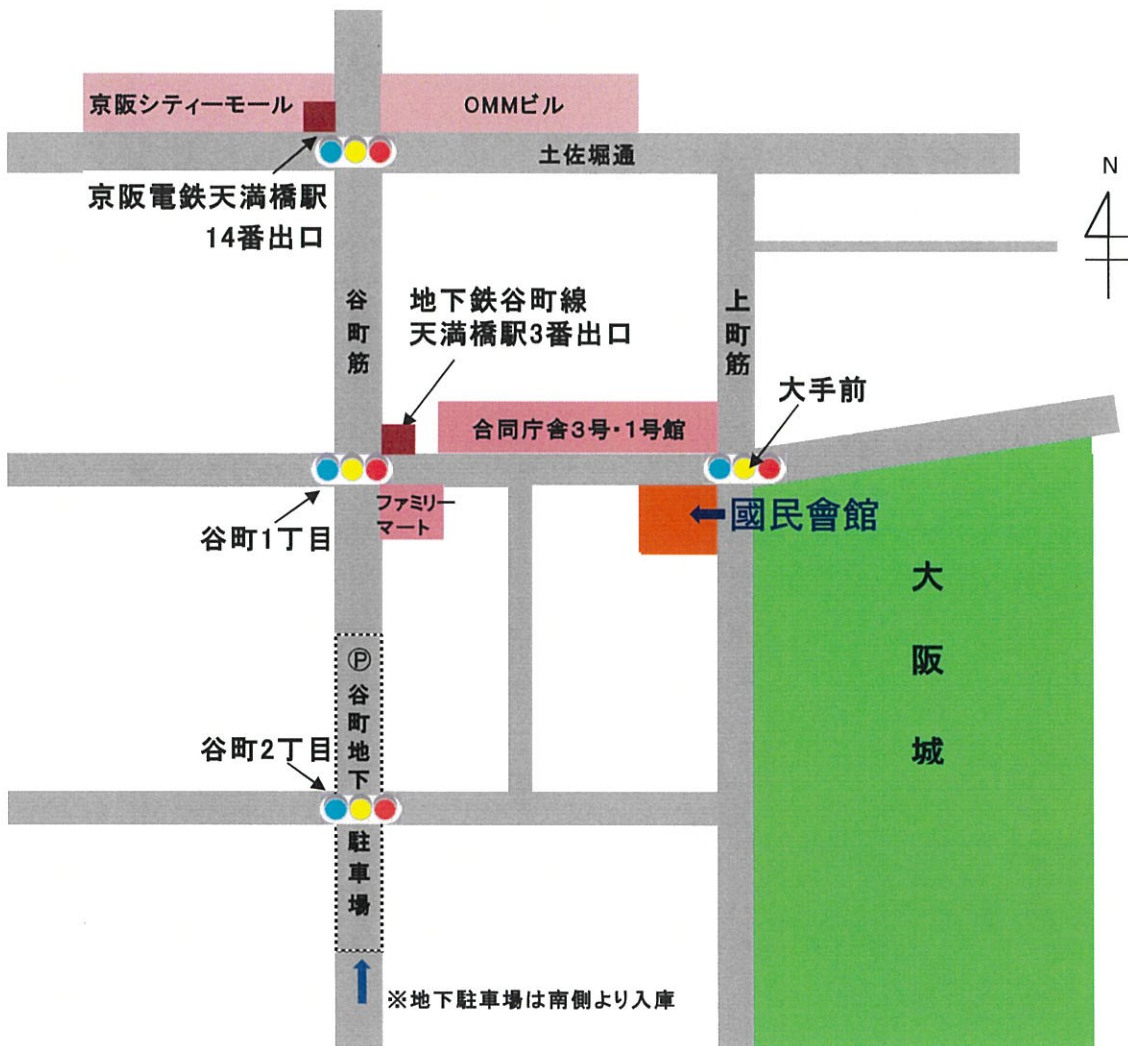 京阪シティーモール
OMMビル
土佐堀通
京阪電鉄天満橋駅
14番出口
N
谷町筋
地下鉄谷町線
天満橋駅3番出口
上町筋
大手前
合同庁舎3号・1号館
ファミリー
マート
國民會館
谷町1丁目
大阪城
Ⓟ谷町地下駐車場
谷町2丁目
※地下駐車場は南側より入庫